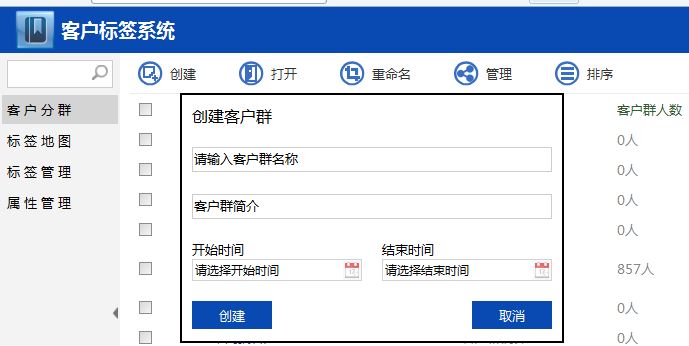 客户标签系统
创建 打开 重命名 管理 排序
客户分群
标签地图
标签管理
属性管理
客户群人数
0人
0人
0人
0人
857人
0人
0人
创建客户群
请输入客户群名称
客户群简介
开始时间 结束时间
请选择开始时间 请选择结束时间
创建 取消